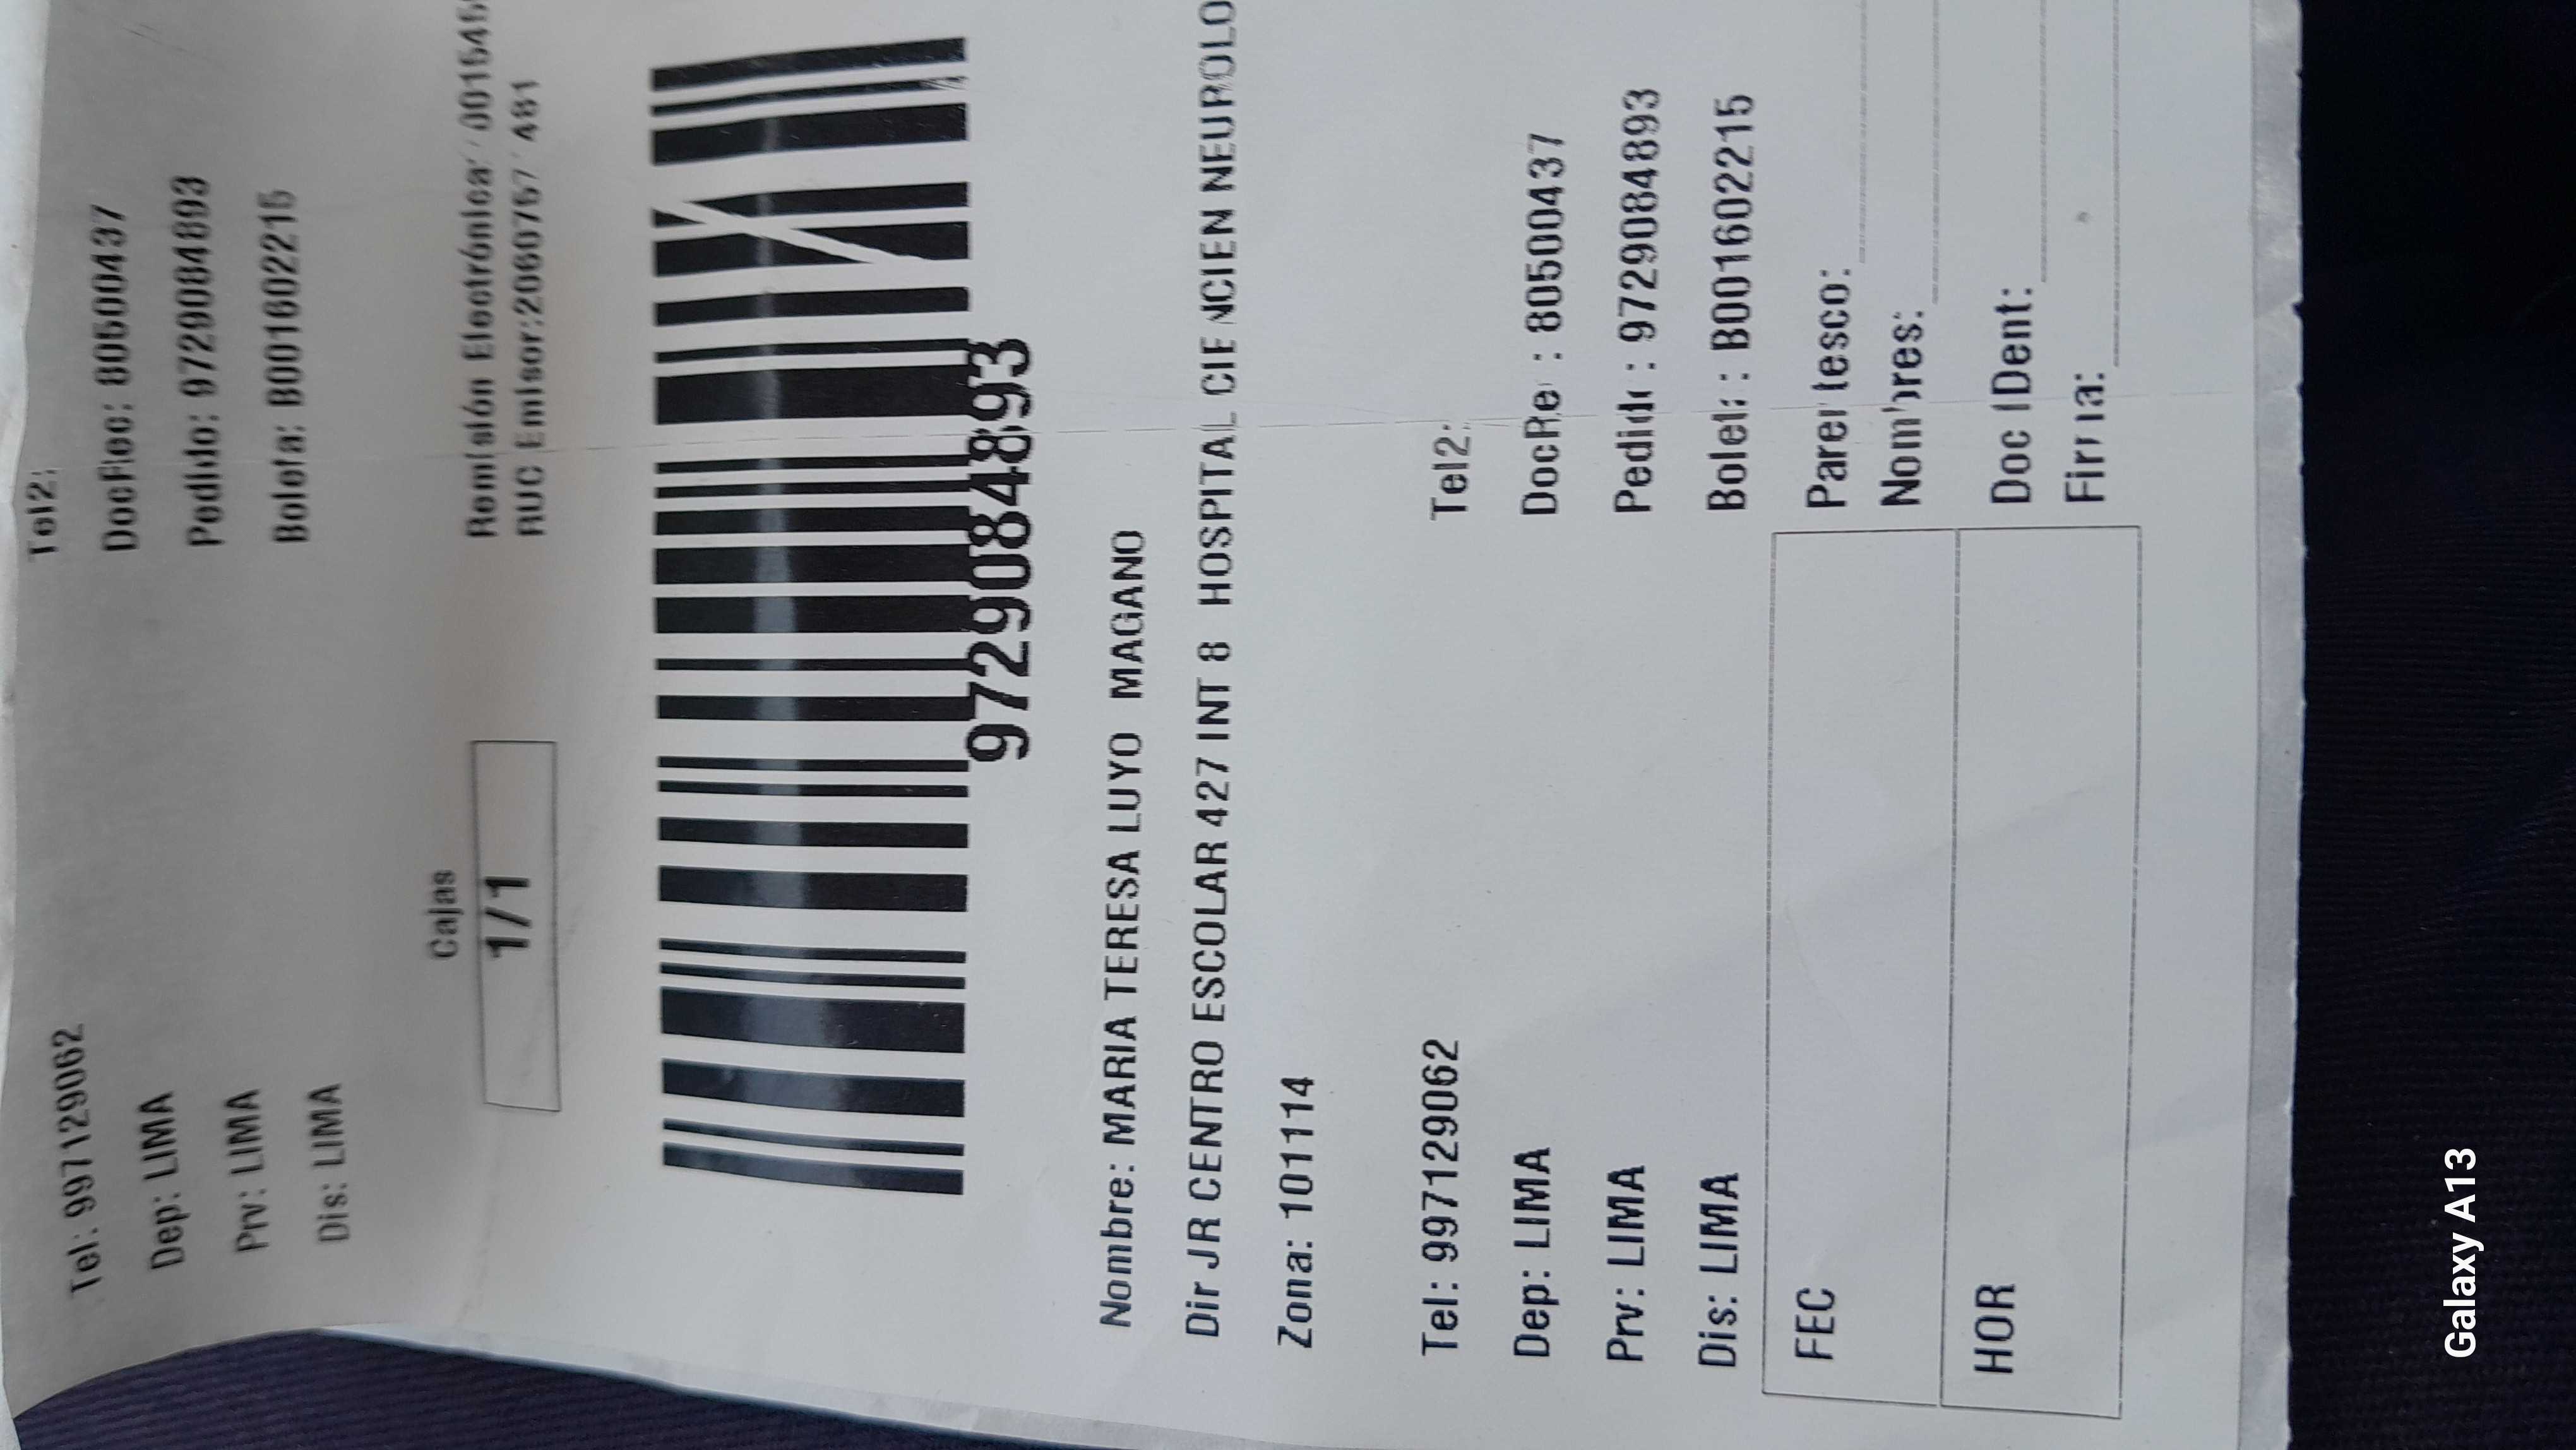 Tel: 997129062 Tel2:
Dep: LIMA DocRec: 80500437
Prv: LIMA Pedido: 9729084893
Dis: LIMA Boleta: B001602215
Cajas
1/1
Remisión Electrónica
RUC Emisor:
9729084893
Nombre: MARIA TERESA LUYO MAGANO
Dir JR CENTRO ESCOLAR 427 INT 8 HOSPITAL CIE NCIEN NEUROLO
Zona: 101114
Tel: 997129062 Tel2:
Dep: LIMA DocRe : 80500437
Prv: LIMA Pedido : 9729084893
Dis: LIMA Boleta : B001602215
FEC Parentesco:
Nombres:
HOR Doc IDent:
Firma:
Galaxy A13